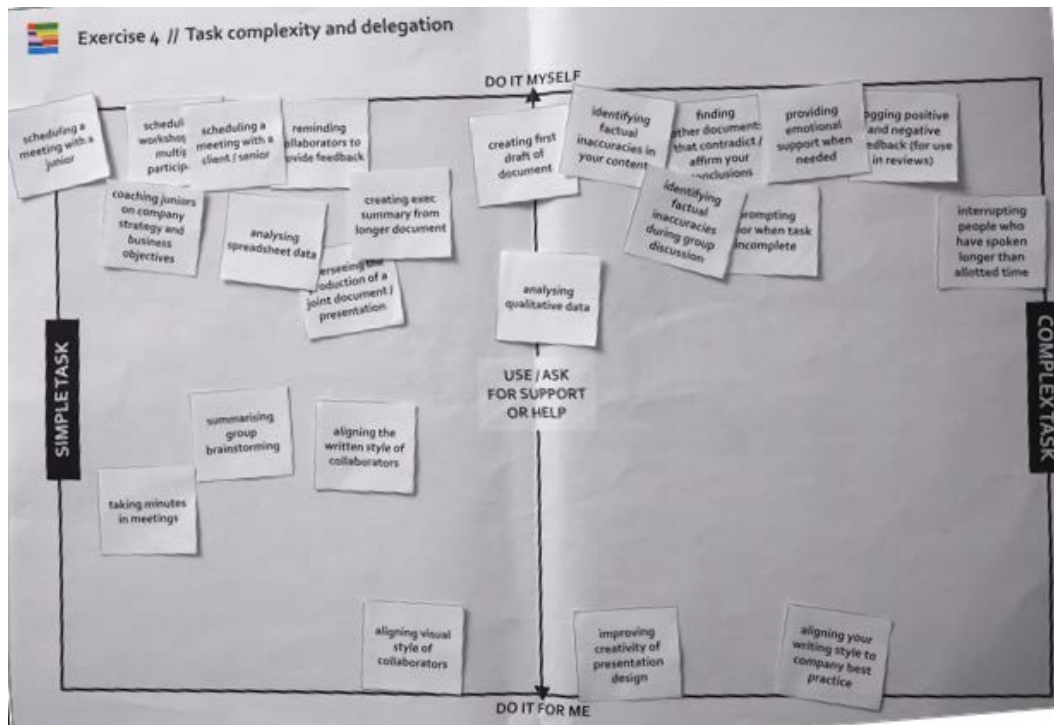 Exercise 4 // Task complexity and delegation
DO IT MYSELF
scheduling a
meeting with a
junior
scheduli
workshop
multip
particip
scheduling a
meeting with a
client / senior
reminding
ollaborators to
ovide feedback
creating first
draft of
document
identifying
factual
inaccuracies in
your content
finding
other document
that contradict /
affirm your
conclusions
providing
emotional
support when
needed
ogging positive
and negative
edback (for use
in reviews)
coaching juniors
on company
strategy and
business
objectives
analysing
spreadsheet data
creating exec
summary from
longer document
erseeing the
roduction of a
joint document /
presentation
identifying
factual
inaccuracies
during group
discussion
prompting
or when task
incomplete
interrupting
people who
have spoken
longer than
allotted time
analysing
qualitative data
SIMPLE TASK
USE / ASK
FOR SUPPORT
OR HELP
COMPLEX TASK
summarising
group
brainstorming
aligning the
written style of
collaborators
taking minutes
in meetings
aligning visual
style of
collaborators
improving
creativity of
presentation
design
aligning your
writing style to
company best
practice
DO IT FOR ME